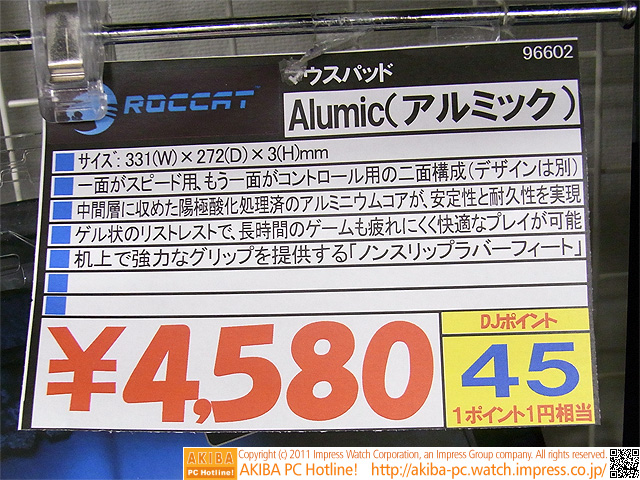 96602
マウスパッド
ROCCAT
Alumic(アルミック)
サイズ: 331(W)×272(D)×3(H)mm
一面がスピード用、もう一面がコントロール用の二面構成(デザインは別)
中間層に収めた陽極酸化処理済のアルミニウムコアが、安定性と耐久性を実現
ゲル状のリストレストで、長時間のゲームも疲れにくく快適なプレイが可能
机上で強力なグリップを提供する「ノンスリップラバーフィート」
¥4,580
DJポイント
45
1ポイント1円相当
AKIBA
PC Hotline!
Copyright (c) 2011 Impress Watch Corporation, an Impress Group company. All rights reserved.
AKIBA PC Hotline! http://akiba-pc.watch.impress.co.jp/